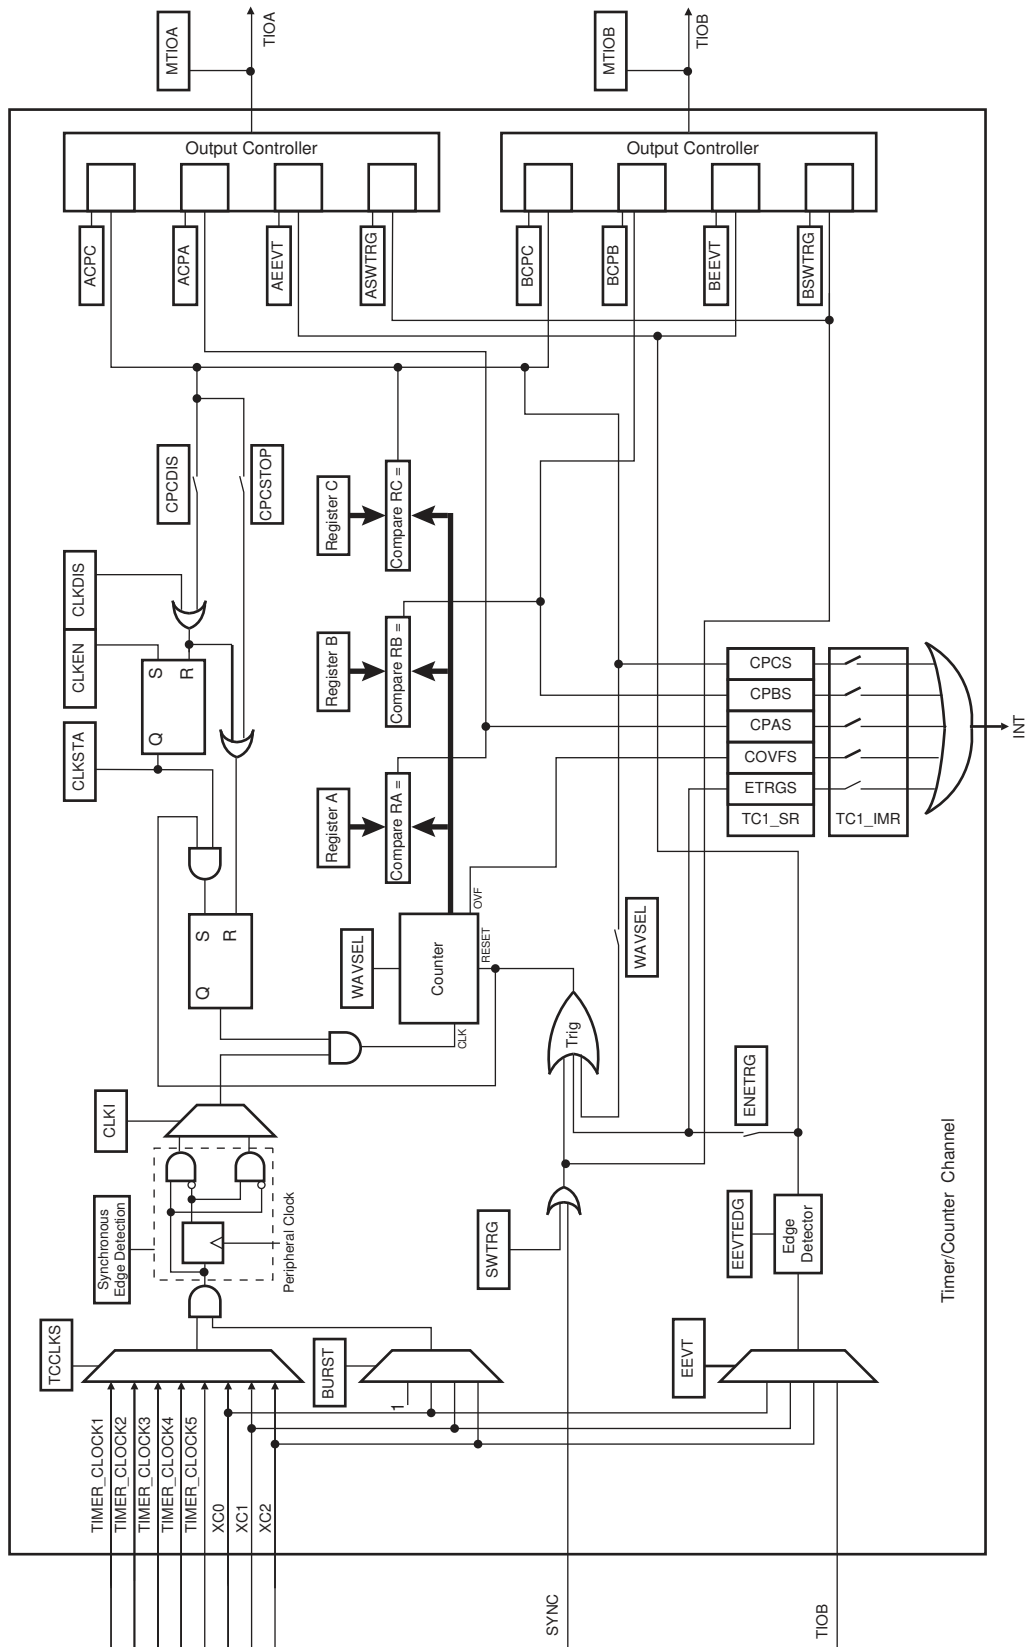 MTIOA
TIOA
MTIOB
TIOB
Output Controller
Output Controller
ACPC
ACPA
AEEVT
ASWTRG
BCPC
BCPB
BEEVT
BSWTRG
CPCDIS
CPCSTOP
CLKDIS
CLKEN
CLKSTA
S
R
Q
Register C
Compare RC =
Register B
Compare RB =
Register A
Compare RA =
CPCS
CPBS
CPAS
COVFS
ETRGS
TC1_SR
TC1_IMR
INT
S
R
Q
WAVSEL
Counter
OVF
RESET
CLK
WAVSEL
Trig
ENETRG
CLKI
Synchronous
Edge Detection
Peripheral Clock
SWTRG
EEVTEDG
Edge
Detector
Timer/Counter Channel
TCCLKS
BURST
1
EEVT
TIMER_CLOCK1
TIMER_CLOCK2
TIMER_CLOCK3
TIMER_CLOCK4
TIMER_CLOCK5
XC0
XC1
XC2
SYNC
TIOB